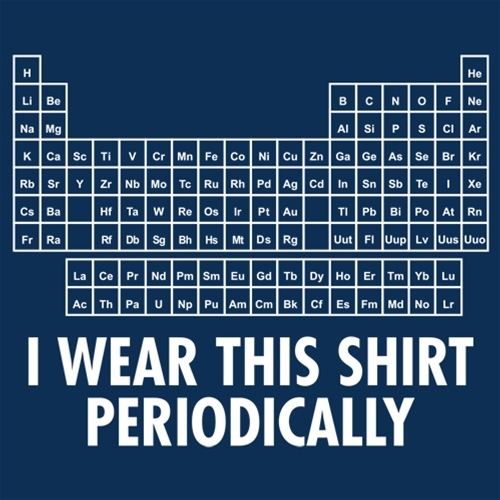 H He
Li Be B C N O F Ne
Na Mg Al Si P S Cl Ar
K Ca Sc Ti V Cr Mn Fe Co Ni Cu Zn Ga Ge As Se Br Kr
Rb Sr Y Zr Nb Mo Tc Ru Rh Pd Ag Cd In Sn Sb Te I Xe
Cs Ba Hf Ta W Re Os Ir Pt Au Tl Pb Bi Po At Rn
Fr Ra Rf Db Sg Bh Hs Mt Ds Rg Uut Fl Uup Lv Uus Uuo
La Ce Pr Nd Pm Sm Eu Gd Tb Dy Ho Er Tm Yb Lu
Ac Th Pa U Np Pu Am Cm Bk Cf Es Fm Md No Lr
I WEAR THIS SHIRT
PERIODICALLY